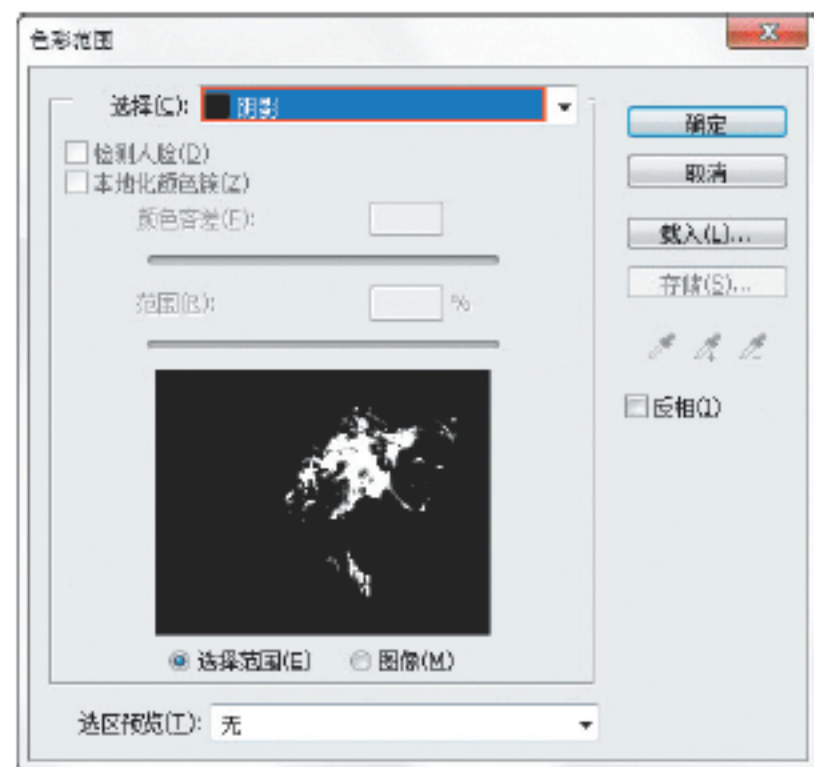 色彩范围
选择(C): 阴影
检测人脸(D)
本地化颜色簇(Z)
颜色容差(F):
范围(R):
%
选择范围(E)
图像(M)
选区预览(T): 无
确定
取消
载入(L)...
存储(S)...
反相(I)